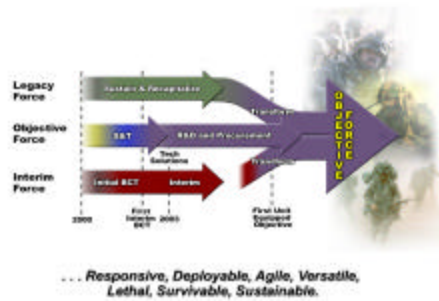 Legacy
Force
Sustain & Recapitalize
Transform
Objective
Force
S&T
R&D and Procurement
OBJECTIVE
FORCE
Tech
Solutions
Transform
Interim
Force
Initial BCT
Interim
2000
First
Interim
BCT
2003
First Unit
Equipped
Objective
. . . Responsive, Deployable, Agile, Versatile,
Lethal, Survivable, Sustainable.